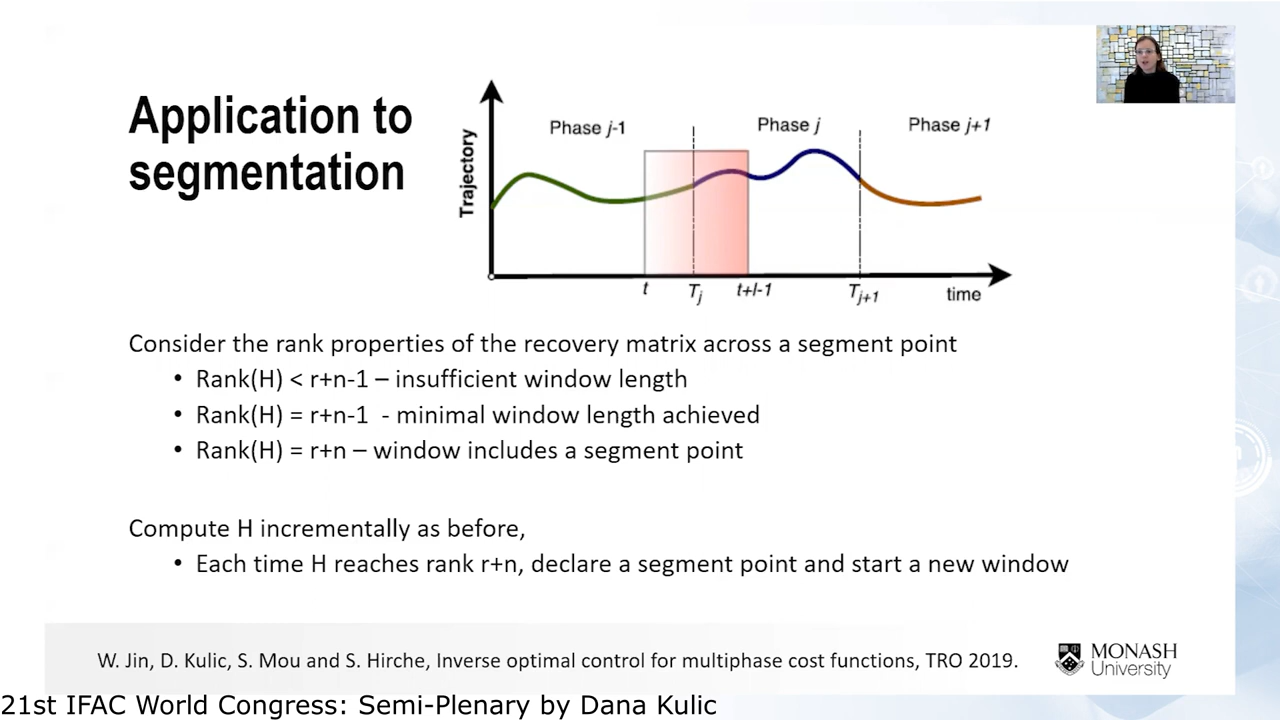 Application to
segmentation
Trajectory
Phase j-1
Phase j
Phase j+1
t
Tj
t+l-1
Tj+1
time
Consider the rank properties of the recovery matrix across a segment point
• Rank(H) < r+n-1 – insufficient window length
• Rank(H) = r+n-1 - minimal window length achieved
• Rank(H) = r+n – window includes a segment point
Compute H incrementally as before,
• Each time H reaches rank r+n, declare a segment point and start a new window
W. Jin, D. Kulic, S. Mou and S. Hirche, Inverse optimal control for multiphase cost functions, TRO 2019.
MONASH
University
21st IFAC World Congress: Semi-Plenary by Dana Kulic